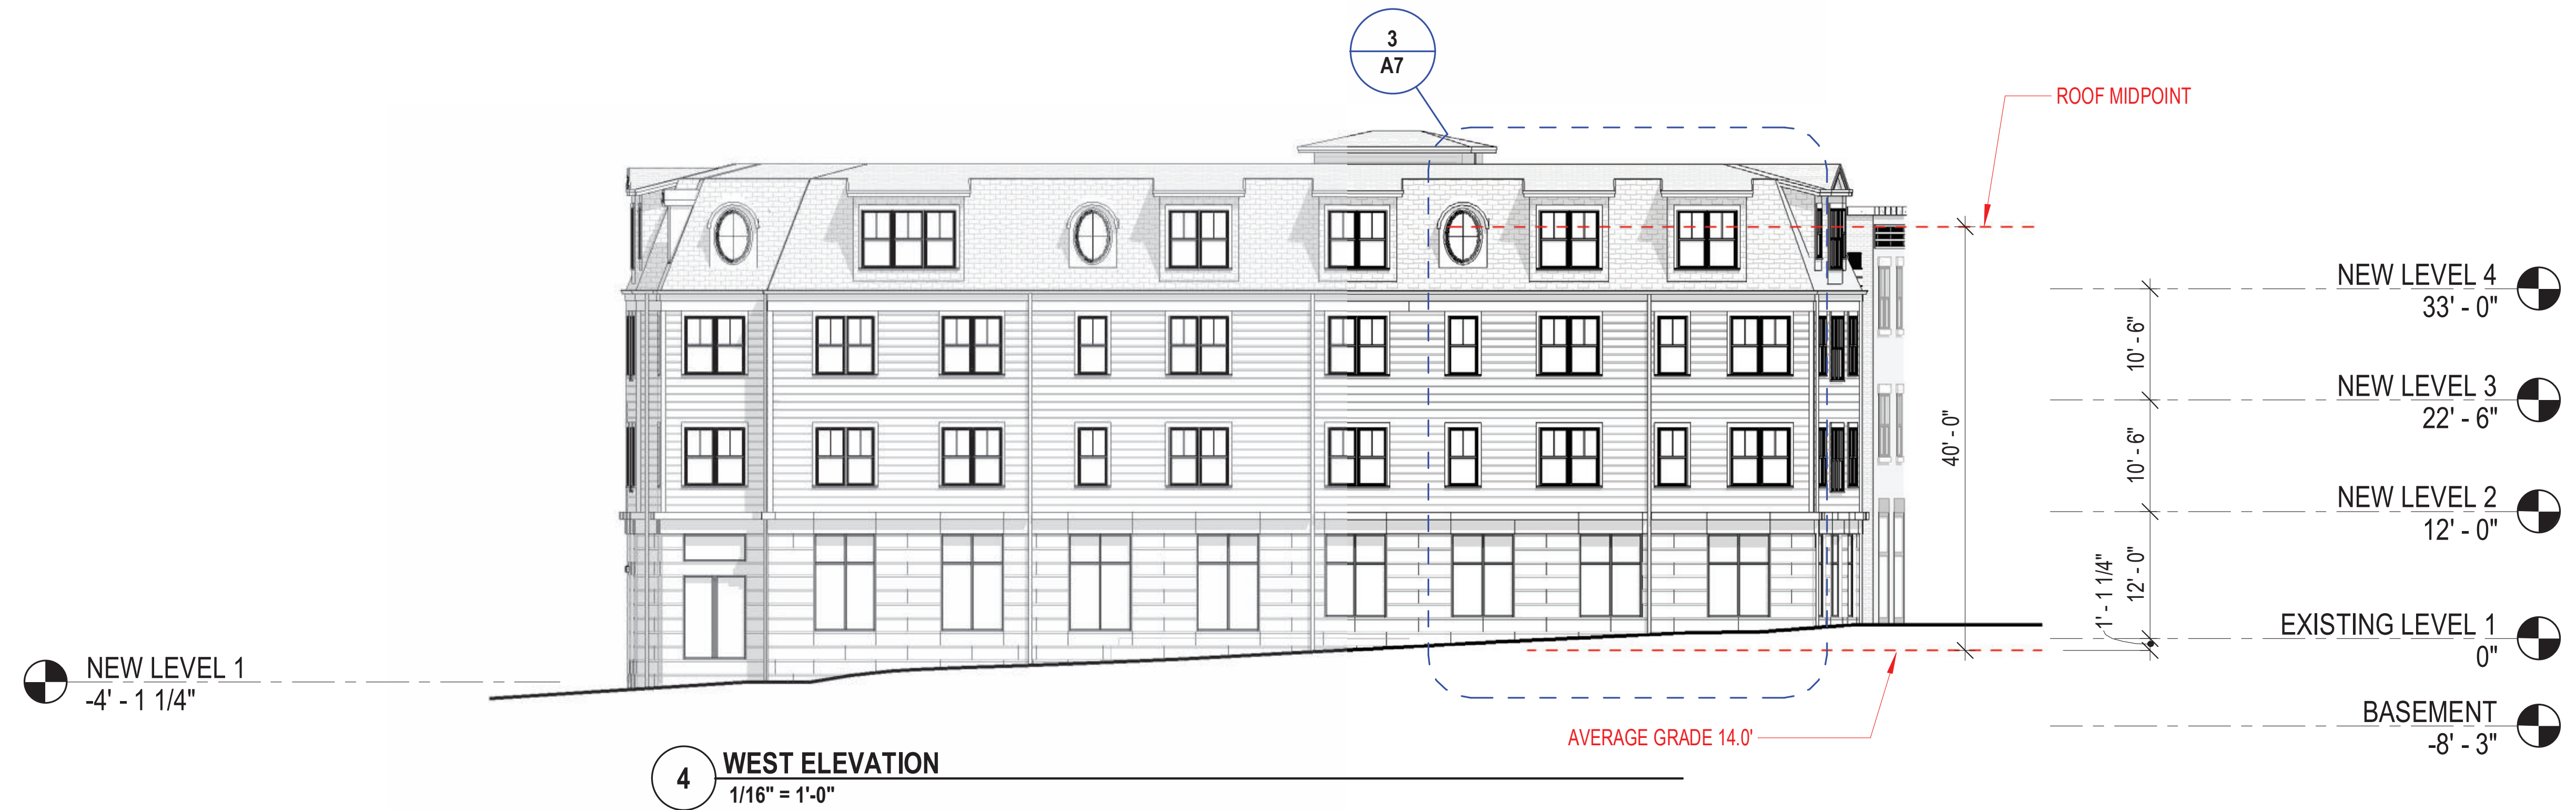 3
A7
ROOF MIDPOINT
NEW LEVEL 4
33' - 0"
10' - 6"
NEW LEVEL 3
22' - 6"
40' - 0"
10' - 6"
NEW LEVEL 2
12' - 0"
1' - 1 1/4"
12' - 0"
EXISTING LEVEL 1
0"
NEW LEVEL 1
-4' - 1 1/4"
BASEMENT
-8' - 3"
AVERAGE GRADE 14.0'
4
WEST ELEVATION
1/16" = 1'-0"